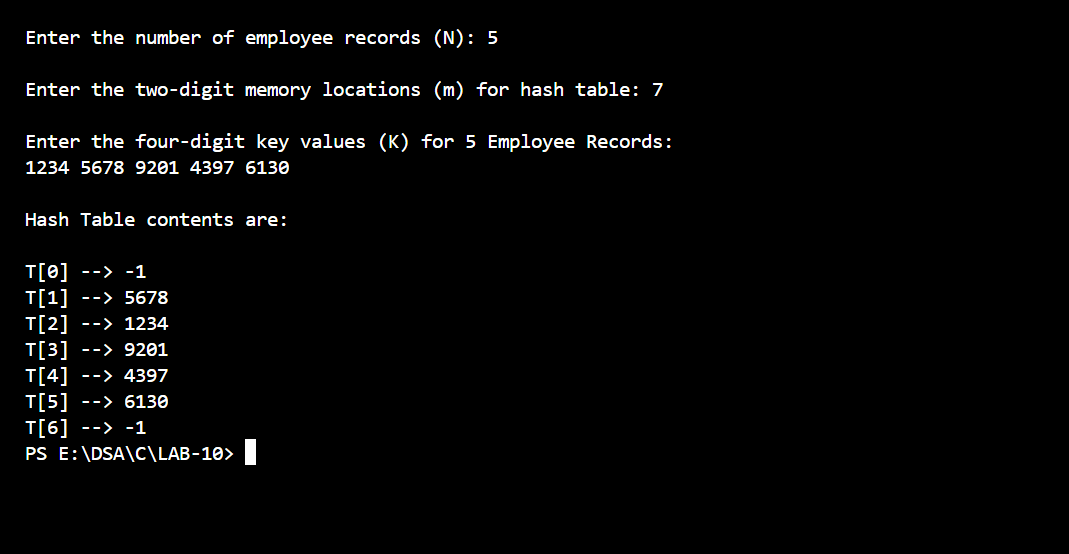 Enter the number of employee records (N): 5
Enter the two-digit memory locations (m) for hash table: 7
Enter the four-digit key values (K) for 5 Employee Records:
1234 5678 9201 4397 6130
Hash Table contents are:
T[0] --> -1
T[1] --> 5678
T[2] --> 1234
T[3] --> 9201
T[4] --> 4397
T[5] --> 6130
T[6] --> -1
PS E:\DSA\C\LAB-10>